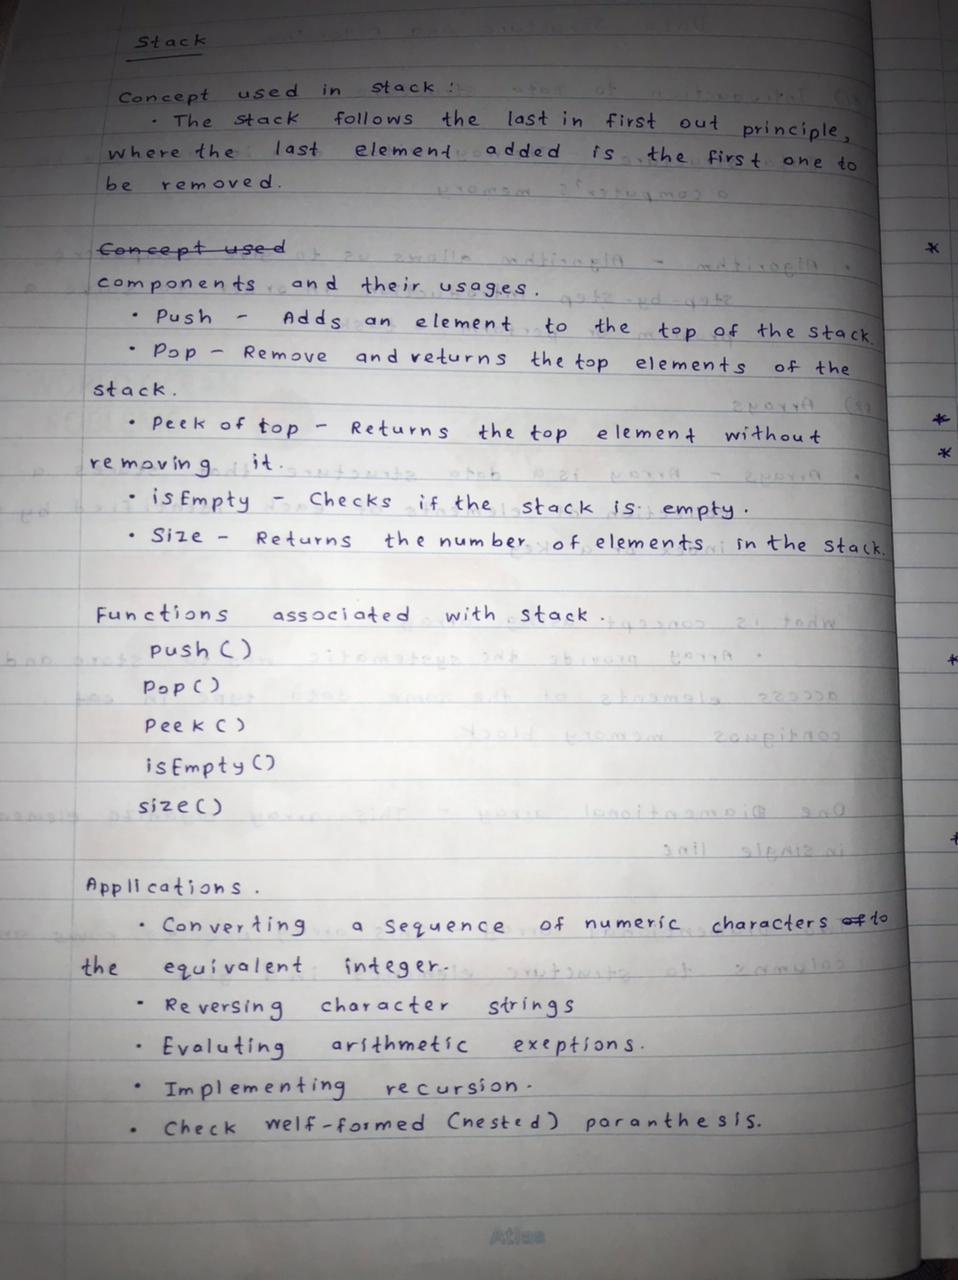 Stack
Concept used in stack :
• The stack follows the last in first out principle,
where the last element added is the first one to
be removed.
Concept used
components and their usages.
• Push - Adds an element to the top of the stack.
• Pop - Remove and returns the top elements of the
stack.
• Peek of top - Returns the top element without
removing it.
• isEmpty - Checks if the stack is empty.
• Size - Returns the number of elements in the stack.
Functions associated with stack.
push()
Pop()
Peek()
isEmpty()
size()
Applications.
• Converting a sequence of numeric characters of to
the equivalent integer.
• Reversing character strings
• Evaluting arithmetic exeptions.
• Implementing recursion.
• Check welf-formed (nested) paranthesis.
Atlas